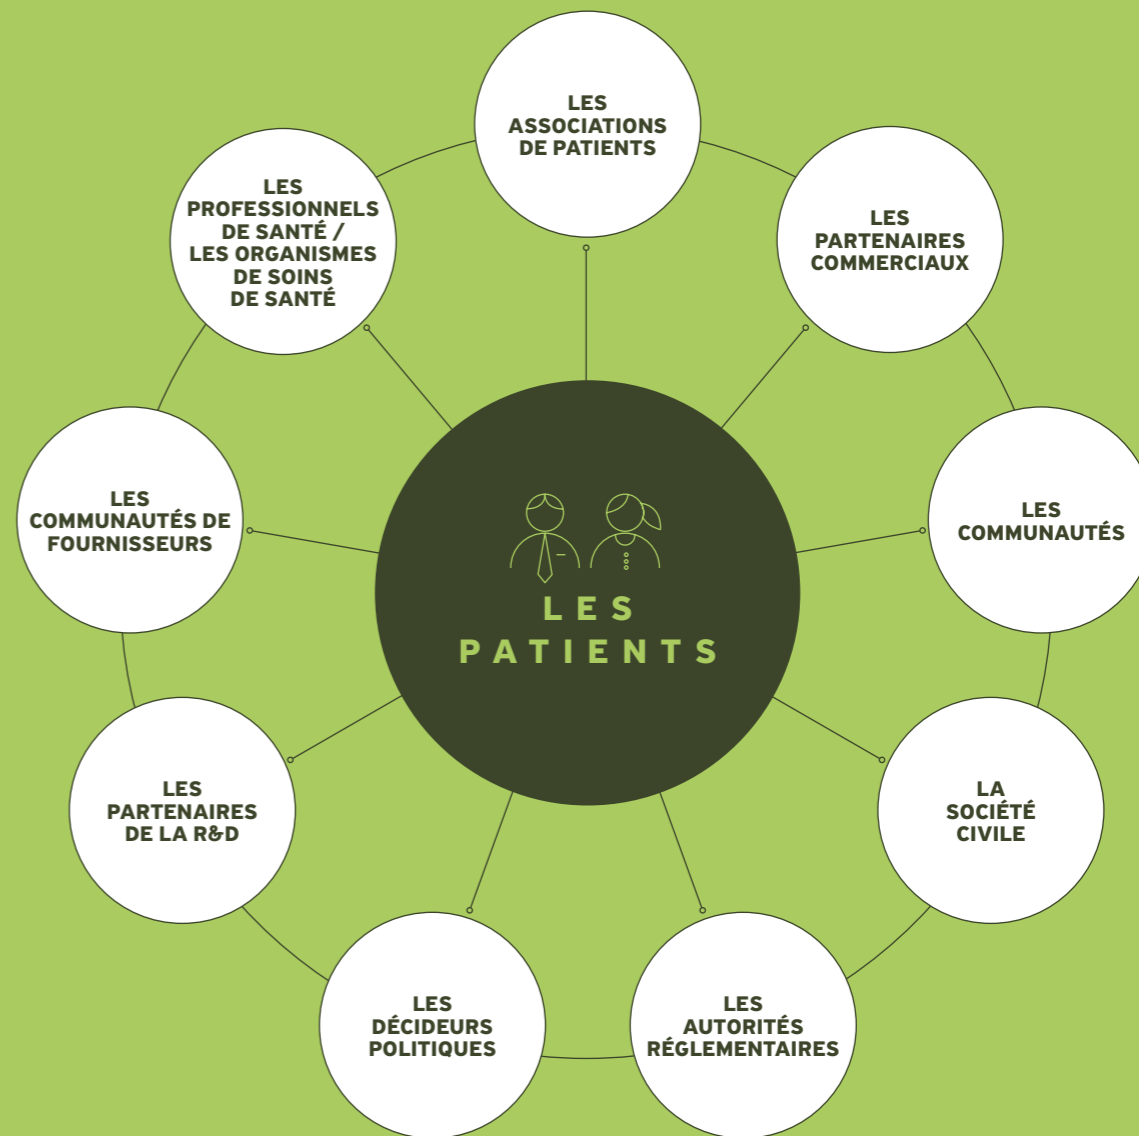 LES
ASSOCIATIONS
DE PATIENTS
LES
PARTENAIRES
COMMERCIAUX
LES
COMMUNAUTÉS
LA
SOCIÉTÉ
CIVILE
LES
AUTORITÉS
RÉGLEMENTAIRES
LES
DÉCIDEURS
POLITIQUES
LES
PARTENAIRES
DE LA R&D
LES
COMMUNAUTÉS DE
FOURNISSEURS
LES
PROFESSIONNELS
DE SANTÉ /
LES ORGANISMES
DE SOINS
DE SANTÉ
LES
PATIENTS